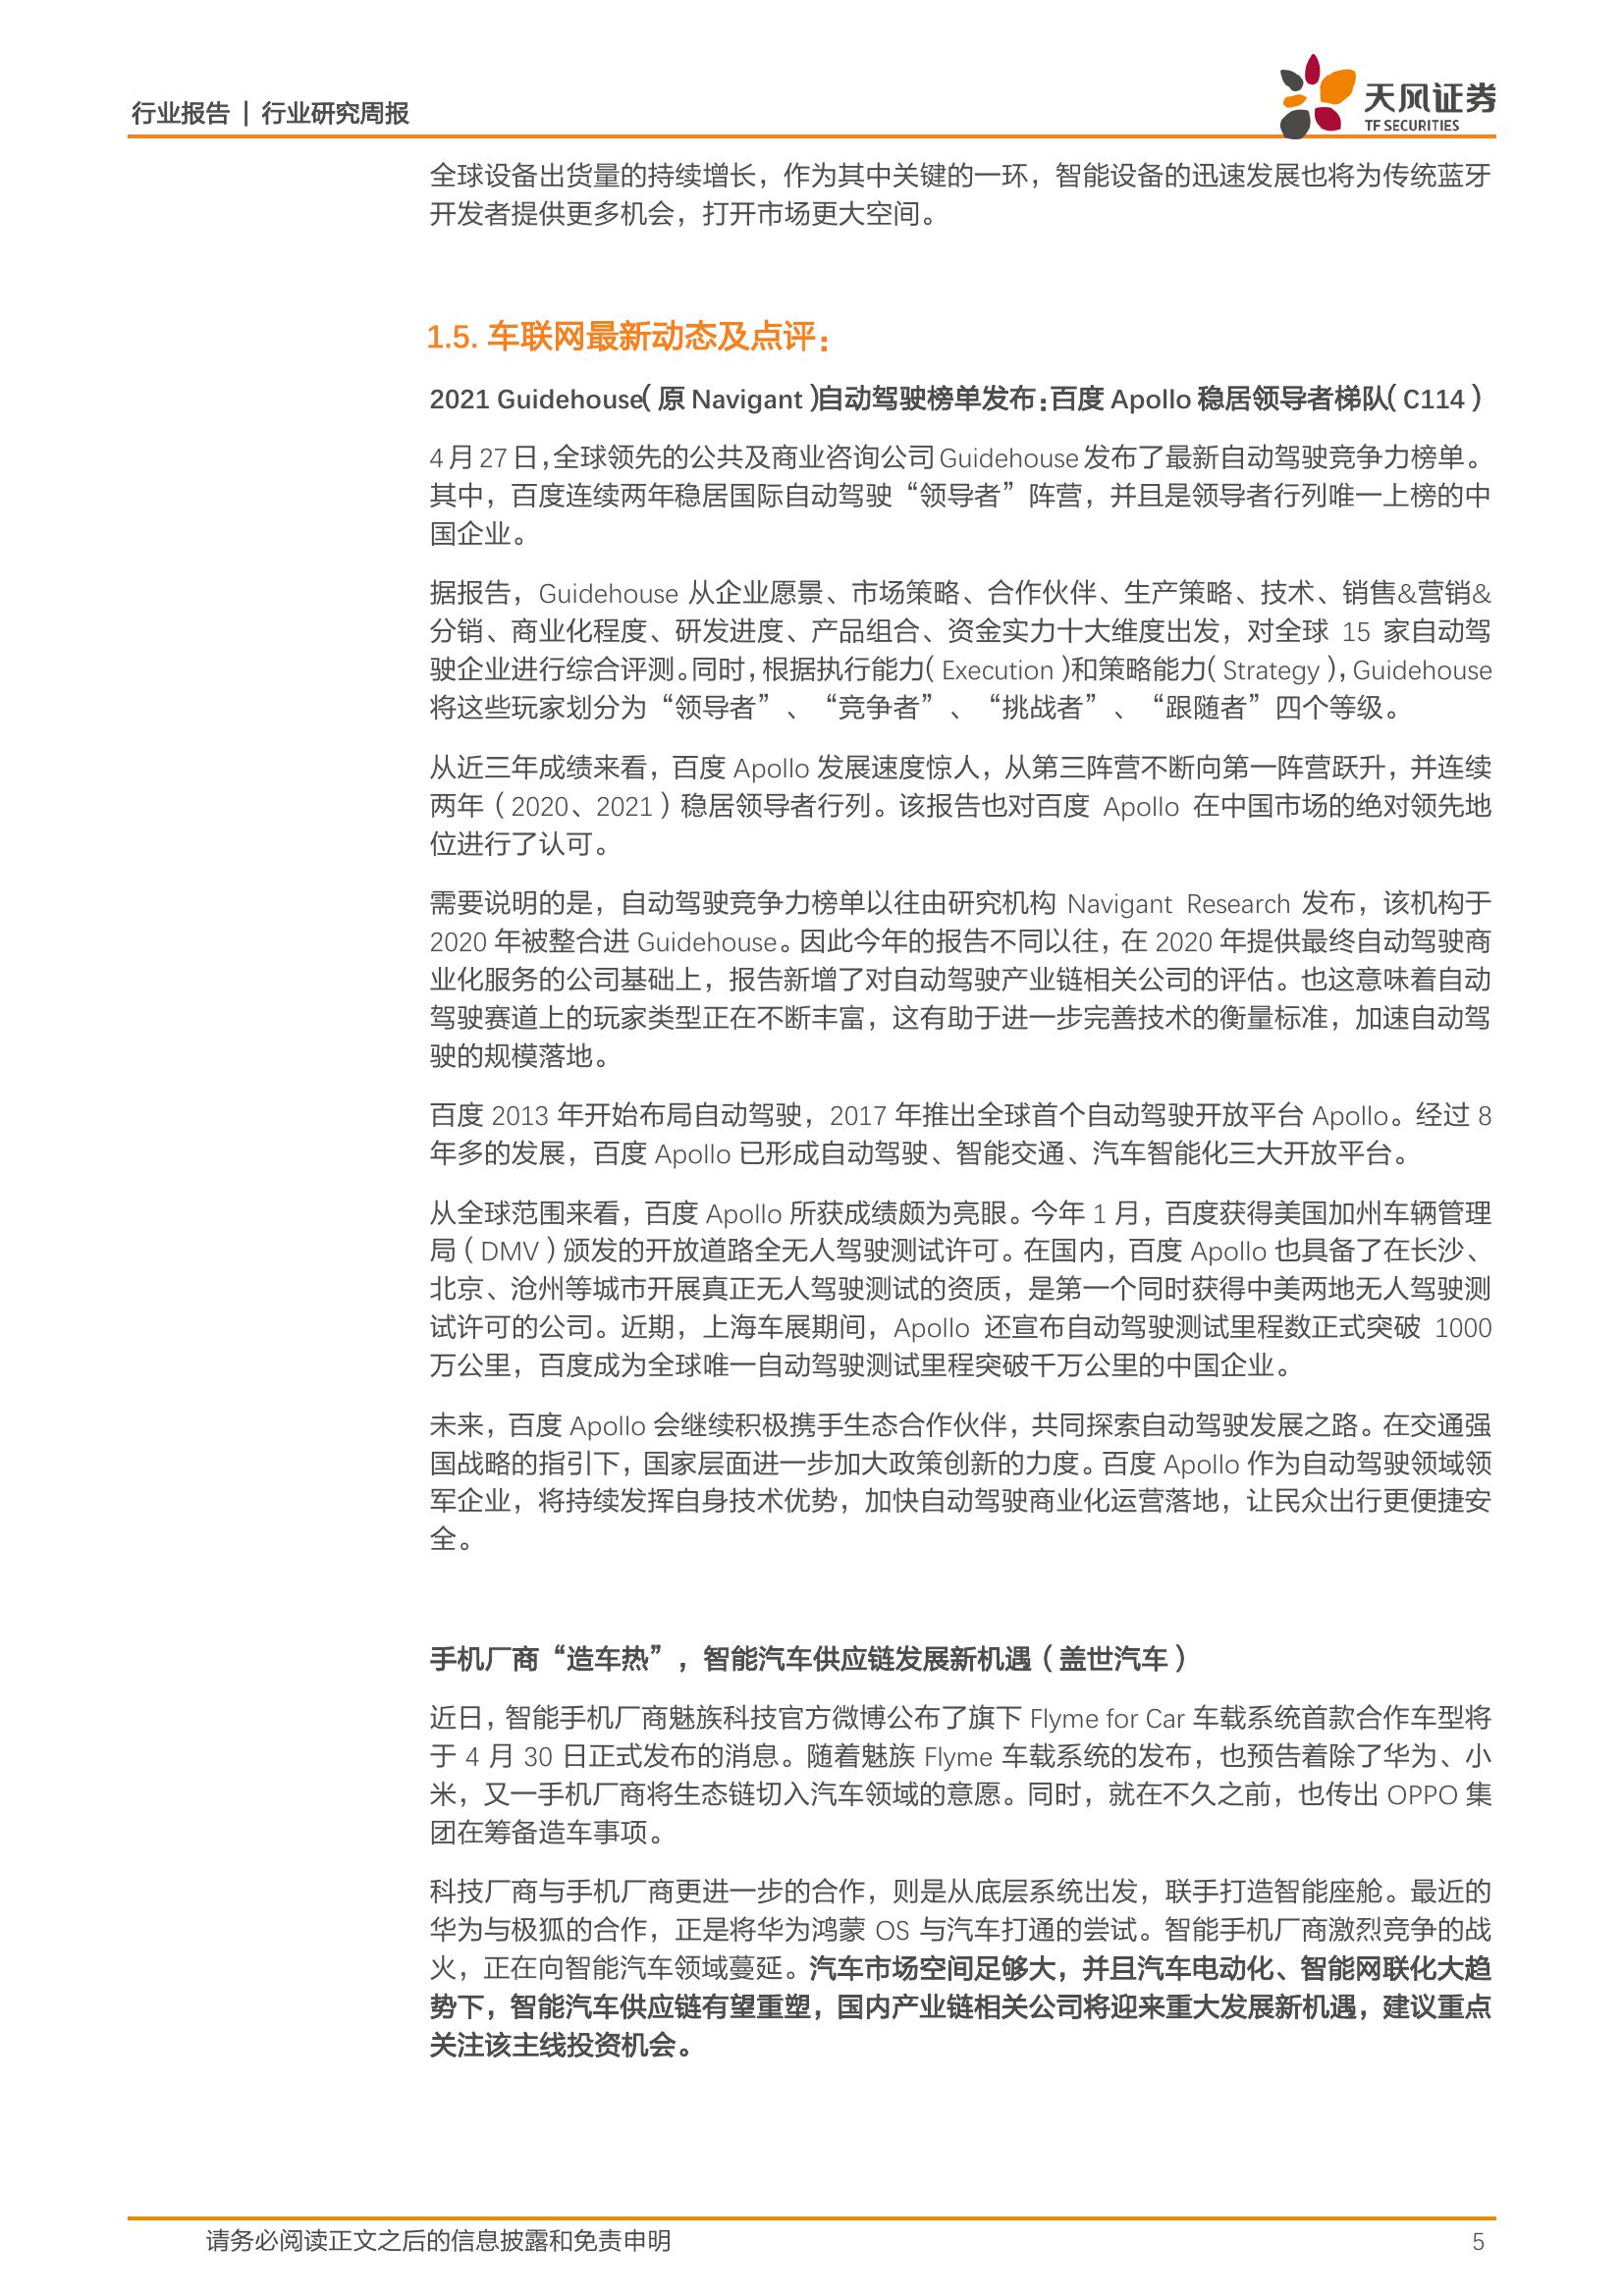 行业报告 | 行业研究周报
天风证券
TF SECURITIES
全球设备出货量的持续增长，作为其中关键的一环，智能设备的迅速发展也将为传统蓝牙
开发者提供更多机会，打开市场更大空间。
1.5. 车联网最新动态及点评：
2021 Guidehouse（原 Navigant）自动驾驶榜单发布：百度 Apollo 稳居领导者梯队（C114）
4 月 27 日，全球领先的公共及商业咨询公司 Guidehouse 发布了最新自动驾驶竞争力榜单。
其中，百度连续两年稳居国际自动驾驶“领导者”阵营，并且是领导者行列唯一上榜的中
国企业。
据报告，Guidehouse 从企业愿景、市场策略、合作伙伴、生产策略、技术、销售&营销&
分销、商业化程度、研发进度、产品组合、资金实力十大维度出发，对全球 15 家自动驾
驶企业进行综合评测。同时，根据执行能力（Execution）和策略能力（Strategy），Guidehouse
将这些玩家划分为“领导者”、“竞争者”、“挑战者”、“跟随者”四个等级。
从近三年成绩来看，百度 Apollo 发展速度惊人，从第三阵营不断向第一阵营跃升，并连续
两年（2020、2021）稳居领导者行列。该报告也对百度 Apollo 在中国市场的绝对领先地
位进行了认可。
需要说明的是，自动驾驶竞争力榜单以往由研究机构 Navigant Research 发布，该机构于
2020 年被整合进 Guidehouse。因此今年的报告不同以往，在 2020 年提供最终自动驾驶商
业化服务的公司基础上，报告新增了对自动驾驶产业链相关公司的评估。也这意味着自动
驾驶赛道上的玩家类型正在不断丰富，这有助于进一步完善技术的衡量标准，加速自动驾
驶的规模落地。
百度 2013 年开始布局自动驾驶，2017 年推出全球首个自动驾驶开放平台 Apollo。经过 8
年多的发展，百度 Apollo 已形成自动驾驶、智能交通、汽车智能化三大开放平台。
从全球范围来看，百度 Apollo 所获成绩颇为亮眼。今年 1 月，百度获得美国加州车辆管理
局（DMV）颁发的开放道路全无人驾驶测试许可。在国内，百度 Apollo 也具备了在长沙、
北京、沧州等城市开展真正无人驾驶测试的资质，是第一个同时获得中美两地无人驾驶测
试许可的公司。近期，上海车展期间，Apollo 还宣布自动驾驶测试里程数正式突破 1000
万公里，百度成为全球唯一自动驾驶测试里程突破千万公里的中国企业。
未来，百度 Apollo 会继续积极携手生态合作伙伴，共同探索自动驾驶发展之路。在交通强
国战略的指引下，国家层面进一步加大政策创新的力度。百度 Apollo 作为自动驾驶领域领
军企业，将持续发挥自身技术优势，加快自动驾驶商业化运营落地，让民众出行更便捷安
全。
手机厂商“造车热”，智能汽车供应链发展新机遇（盖世汽车）
近日，智能手机厂商魅族科技官方微博公布了旗下 Flyme for Car 车载系统首款合作车型将
于 4 月 30 日正式发布的消息。随着魅族 Flyme 车载系统的发布，也预告着除了华为、小
米，又一手机厂商将生态链切入汽车领域的意愿。同时，就在不久之前，也传出 OPPO 集
团在筹备造车事项。
科技厂商与手机厂商更进一步的合作，则是从底层系统出发，联手打造智能座舱。最近的
华为与极狐的合作，正是将华为鸿蒙 OS 与汽车打通的尝试。智能手机厂商激烈竞争的战
火，正在向智能汽车领域蔓延。汽车市场空间足够大，并且汽车电动化、智能网联化大趋
势下，智能汽车供应链有望重塑，国内产业链相关公司将迎来重大发展新机遇，建议重点
关注该主线投资机会。
请务必阅读正文之后的信息披露和免责申明
5